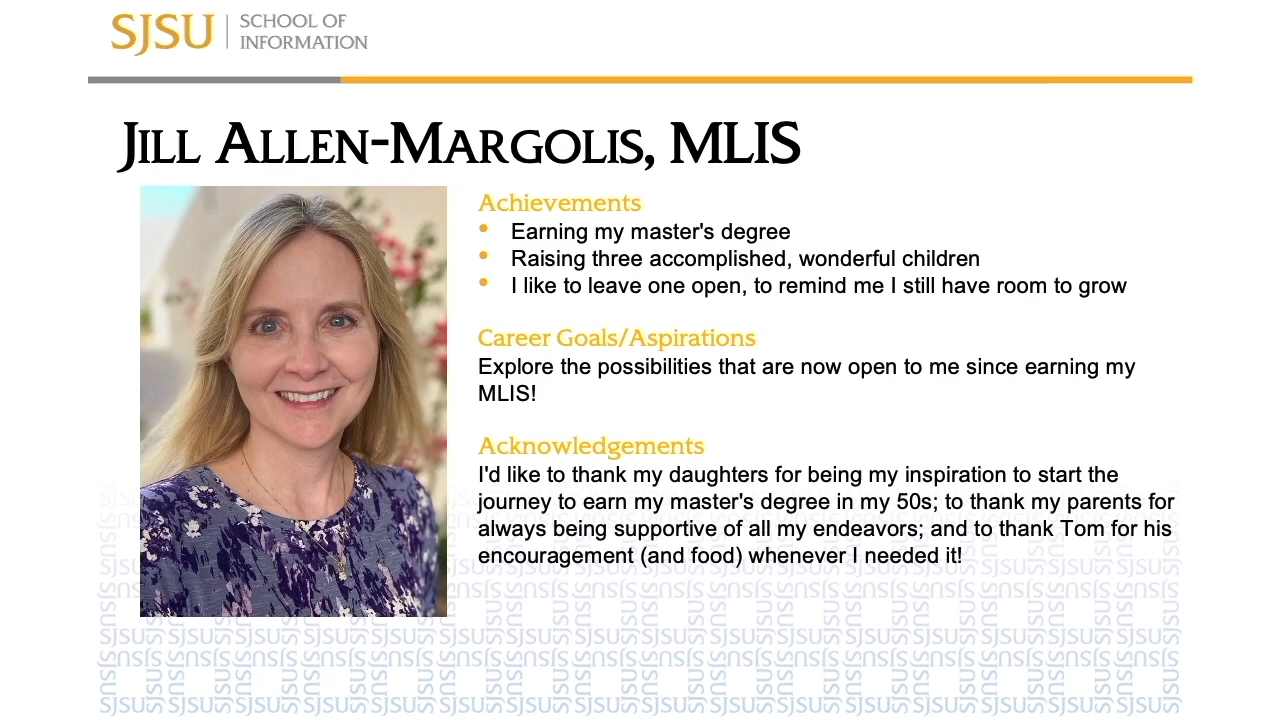 SJSU
SCHOOL OF
INFORMATION
JILL ALLEN-MARGOLIS, MLIS
Achievements
• Earning my master's degree
• Raising three accomplished, wonderful children
• I like to leave one open, to remind me I still have room to grow
Career Goals/Aspirations
Explore the possibilities that are now open to me since earning my
MLIS!
Acknowledgements
I'd like to thank my daughters for being my inspiration to start the
journey to earn my master's degree in my 50s; to thank my parents for
always being supportive of all my endeavors; and to thank Tom for his
encouragement (and food) whenever I needed it!